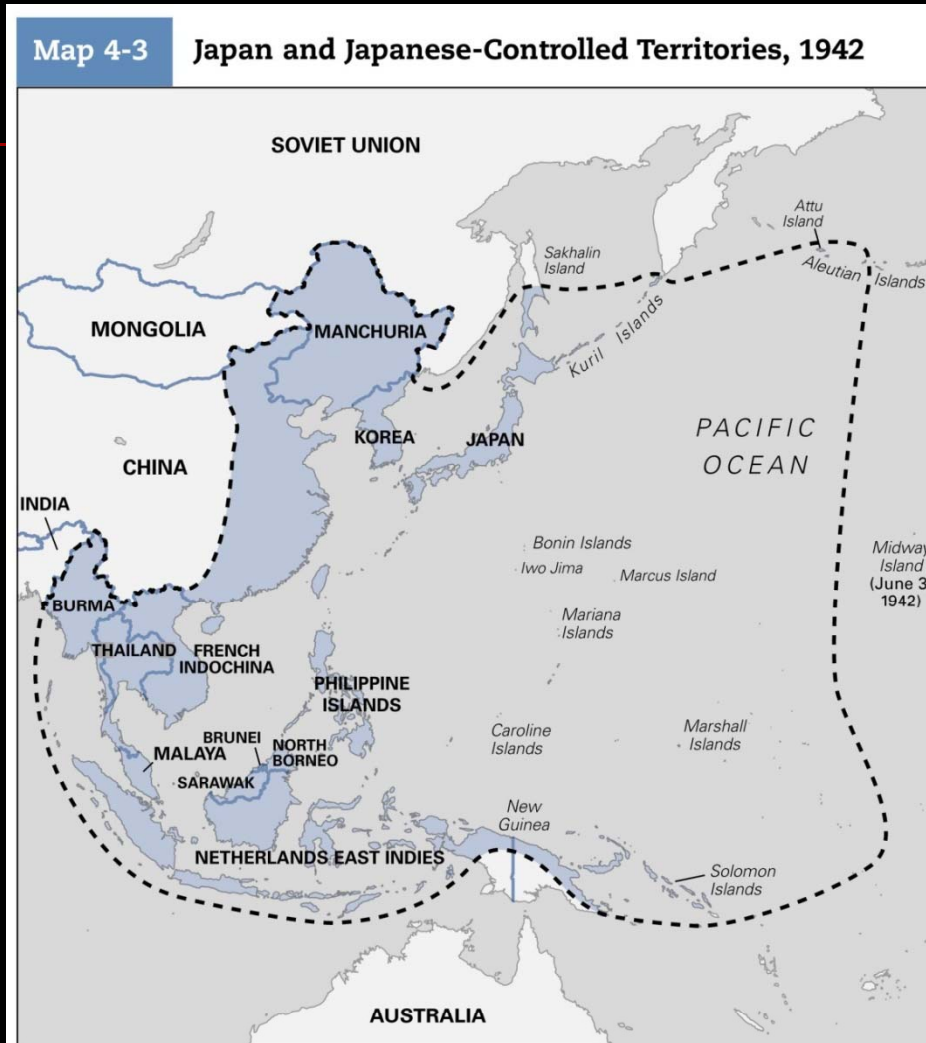 Map 4-3
Japan and Japanese-Controlled Territories, 1942
SOVIET UNION
Attu
Island
Sakhalin
Island
Aleutian Islands
MONGOLIA
MANCHURIA
Kuril Islands
PACIFIC
OCEAN
KOREA
JAPAN
CHINA
INDIA
Bonin Islands
Iwo Jima
Marcus Island
Midway
Island
(June 3
1942)
BURMA
Mariana
Islands
THAILAND
FRENCH
INDOCHINA
PHILIPPINE
ISLANDS
Caroline
Islands
Marshall
Islands
BRUNEI
NORTH
BORNEO
MALAYA
SARAWAK
New
Guinea
NETHERLANDS EAST INDIES
Solomon
Islands
AUSTRALIA